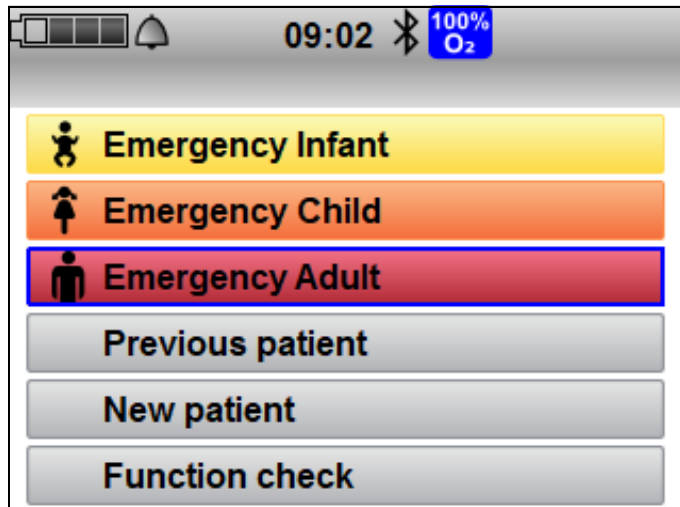 09:02 100%
O₂
Emergency Infant
Emergency Child
Emergency Adult
Previous patient
New patient
Function check